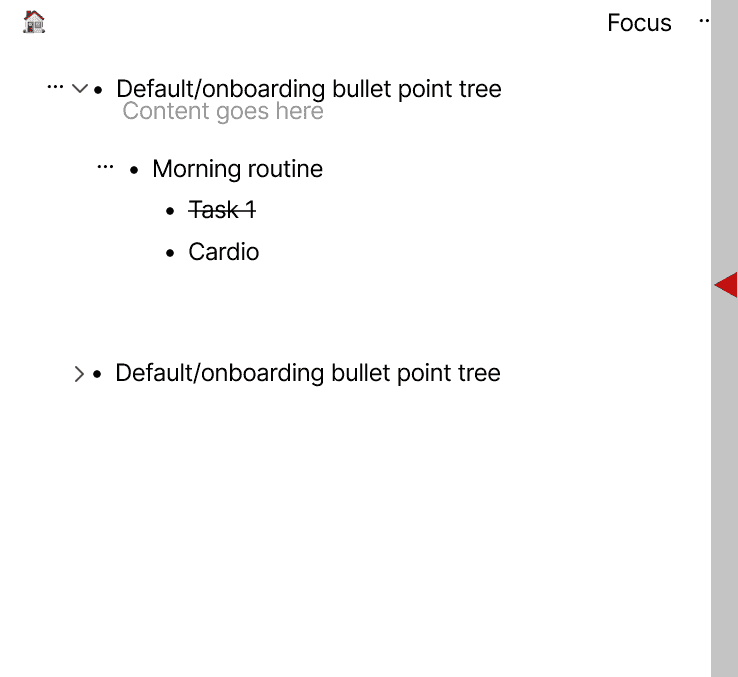 Focus
Default/onboarding bullet point tree
Content goes here
Morning routine
Task 1
Cardio
Default/onboarding bullet point tree